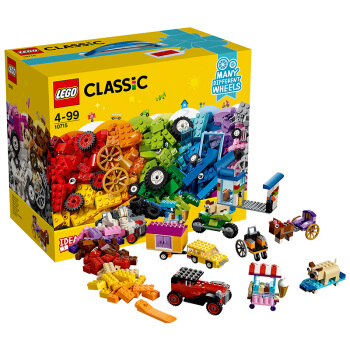 LEGO
CLASSIC
4-99
10715
MANY
DIFFERENT
WHEELS
IDEAS